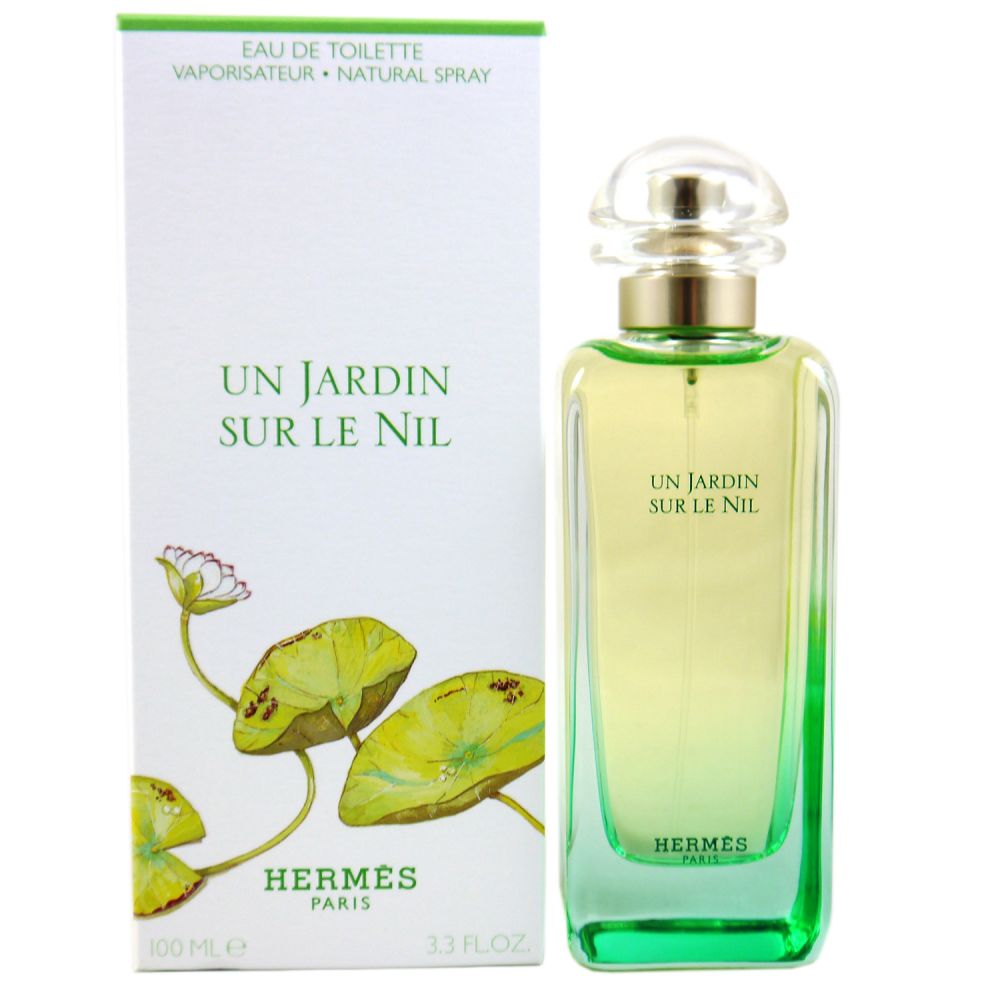 EAU DE TOILETTE
VAPORISATEUR • NATURAL SPRAY
UN JARDIN
SUR LE NIL
HERMÈS
PARIS
100 ML ℮
3.3 FL.OZ.
UN JARDIN
SUR LE NIL
HERMÈS
PARIS